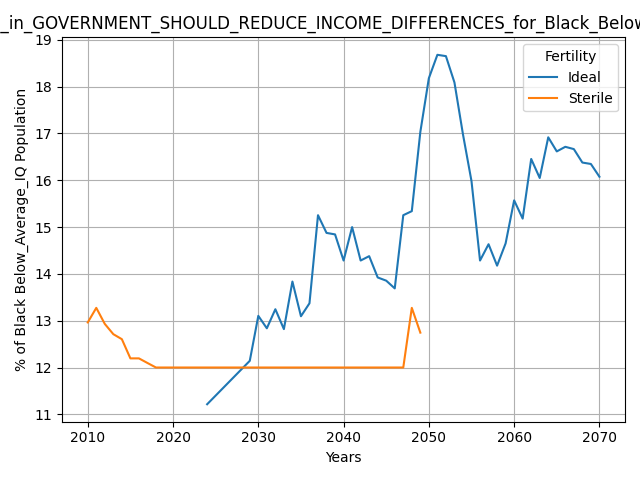 _in_GOVERNMENT_SHOULD_REDUCE_INCOME_DIFFERENCES_for_Black_Below
19
18
17
16
15
14
13
12
11
% of Black Below_Average_IQ Population
Fertility
Ideal
Sterile
2010 2020 2030 2040 2050 2060 2070
Years